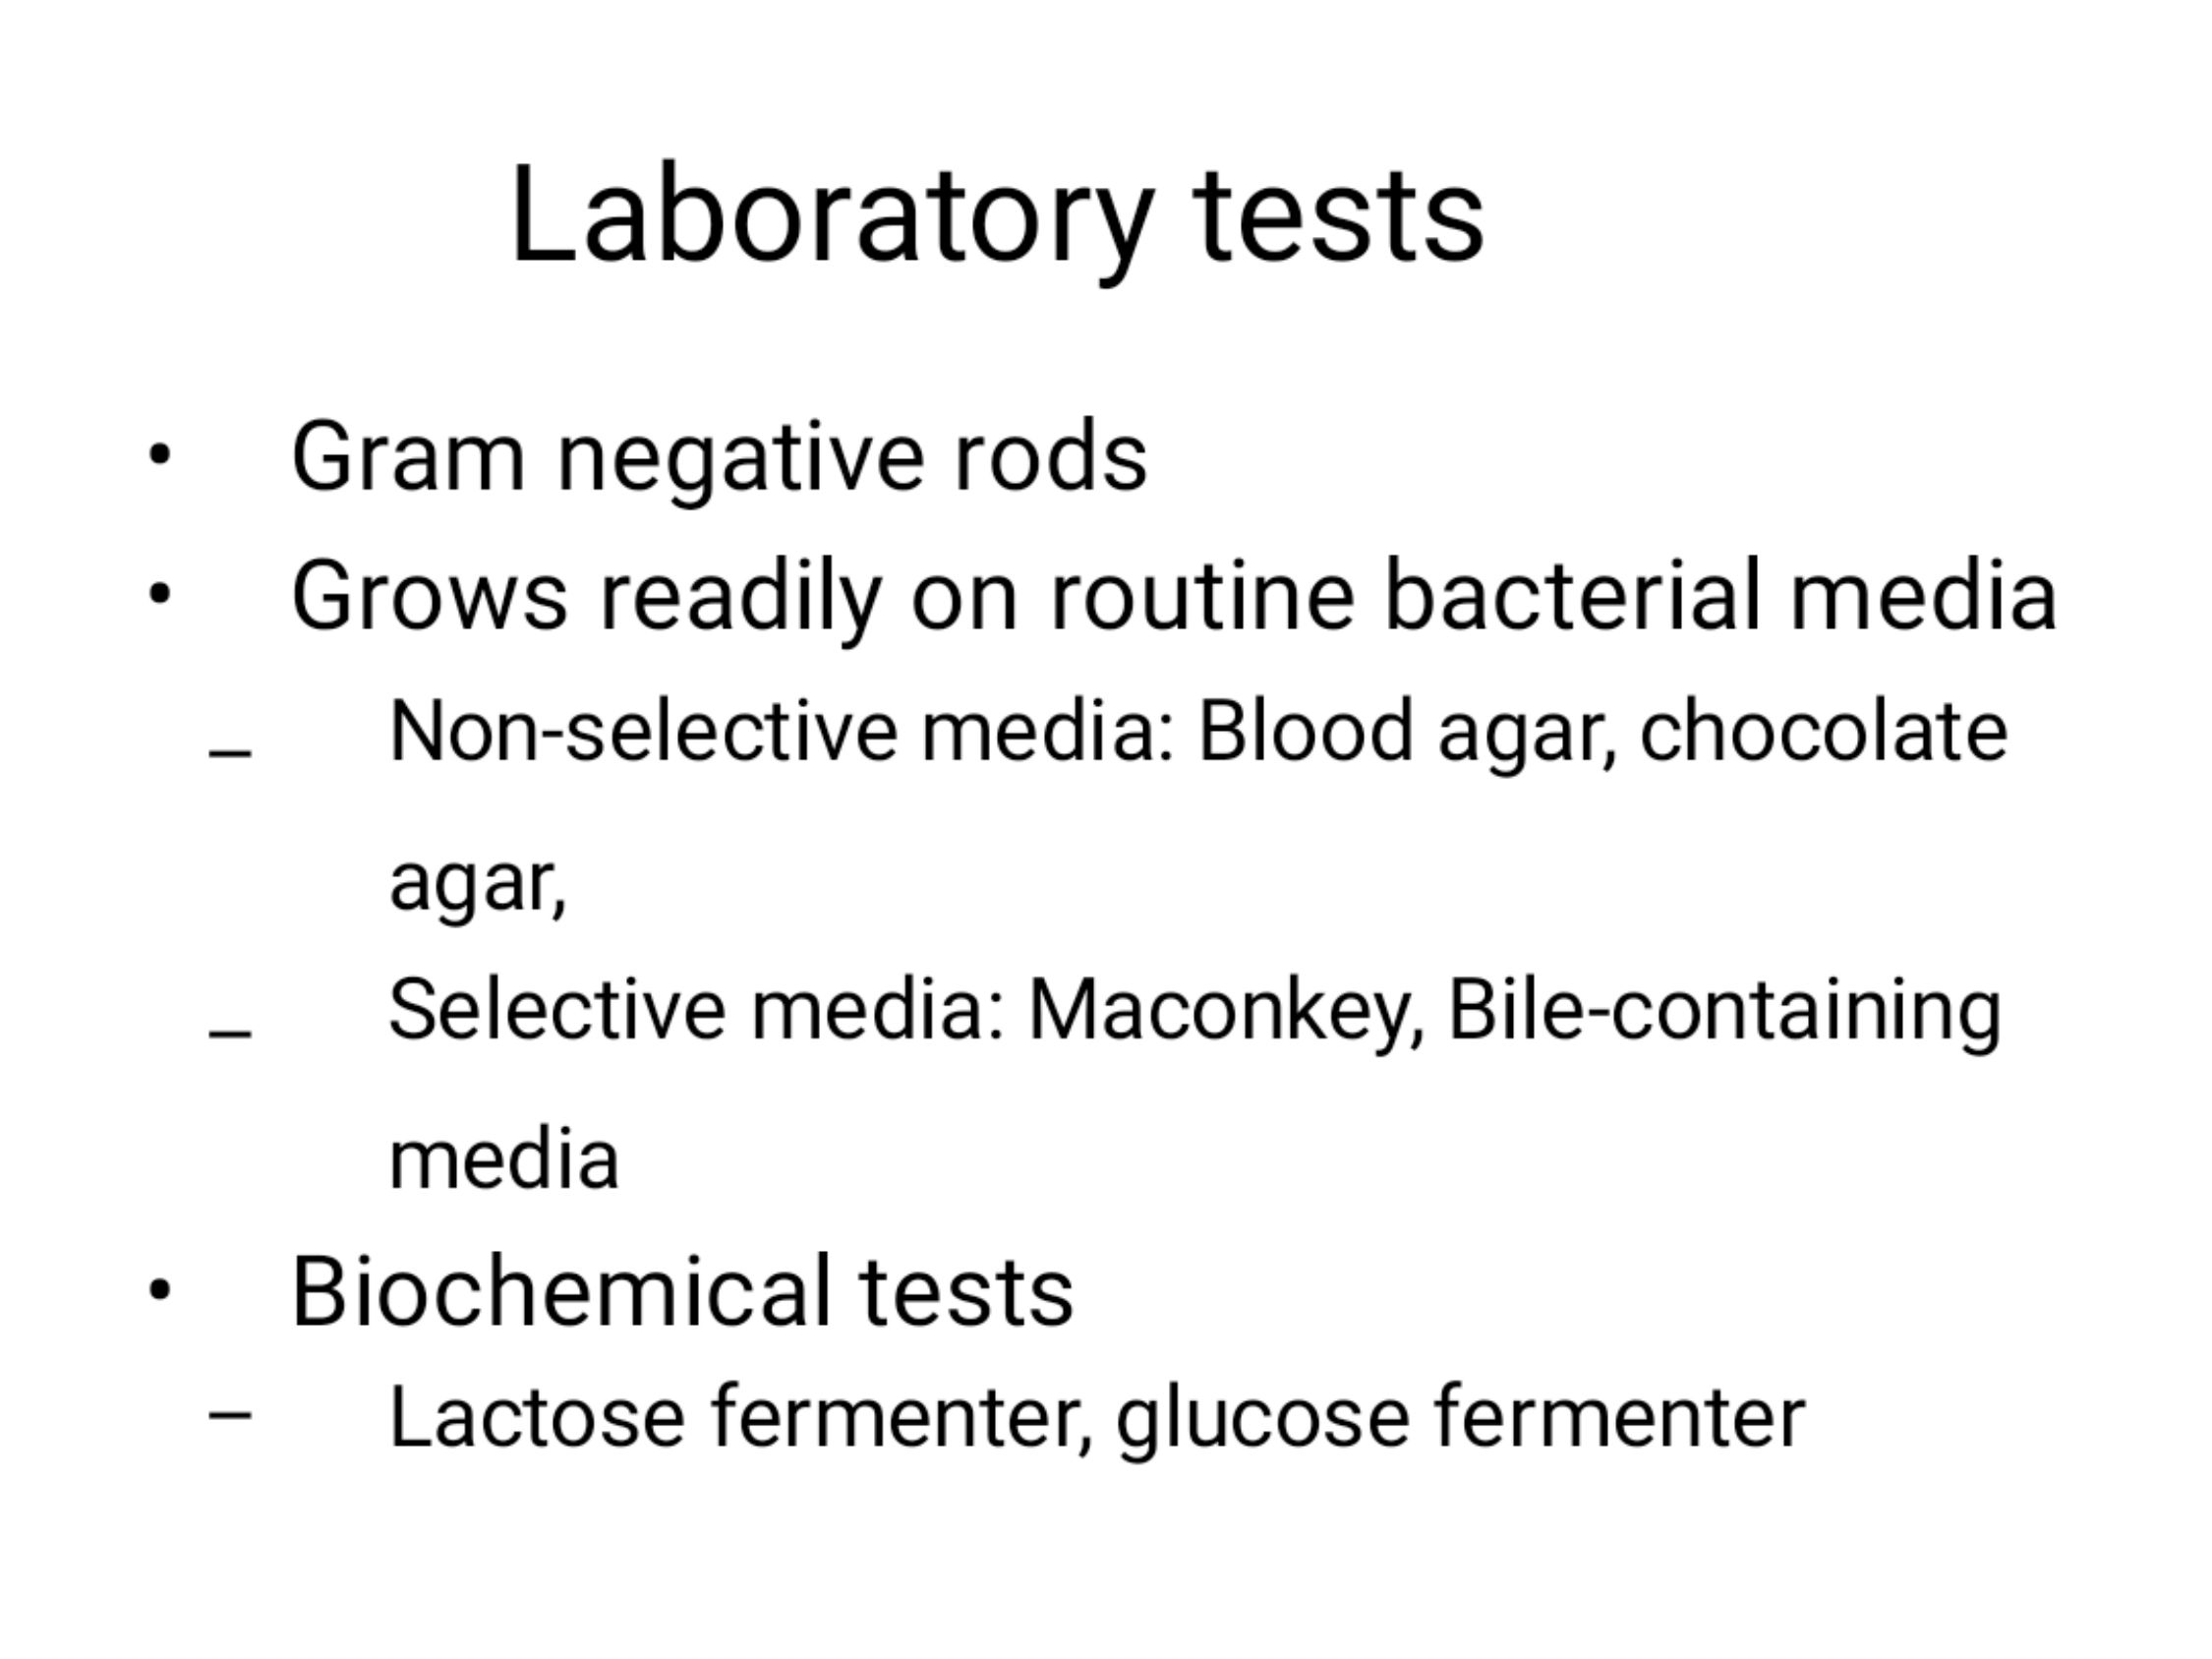 Laboratory tests
• Gram negative rods
• Grows readily on routine bacterial media
– Non-selective media: Blood agar, chocolate
agar,
– Selective media: Maconkey, Bile-containing
media
• Biochemical tests
– Lactose fermenter, glucose fermenter